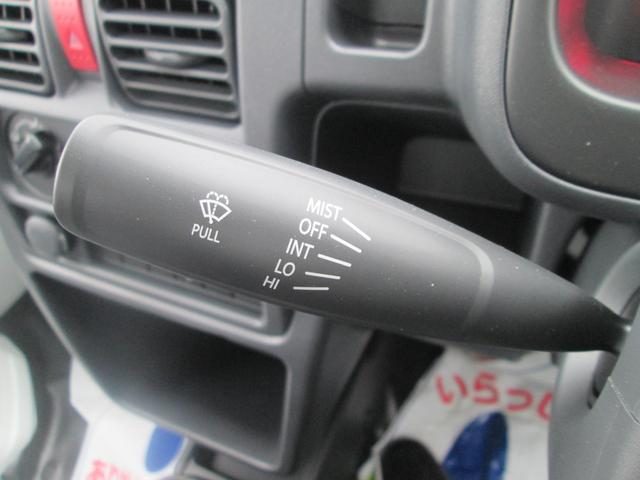 MIST
OFF
INT
LO
HI
PULL
いらっし